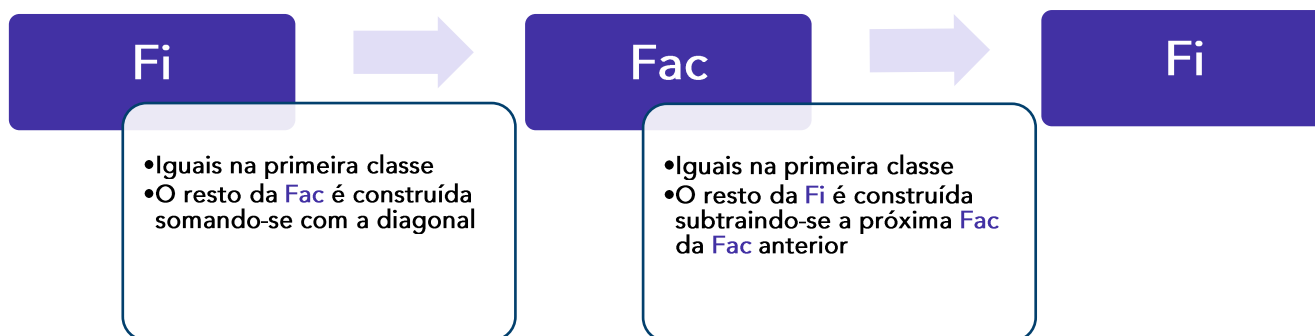 Fi
Fac
Fi
•Iguais na primeira classe
•O resto da Fac é construída
somando-se com a diagonal
•Iguais na primeira classe
•O resto da Fi é construída
subtraindo-se a próxima Fac
da Fac anterior